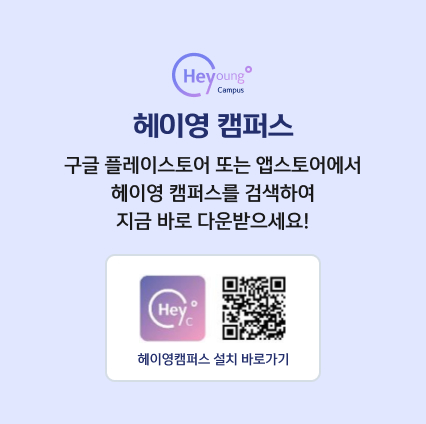 Heyoung
Campus
헤이영 캠퍼스
구글 플레이스토어 또는 앱스토어에서
헤이영 캠퍼스를 검색하여
지금 바로 다운받으세요!
Hey
C
헤이영캠퍼스 설치 바로가기